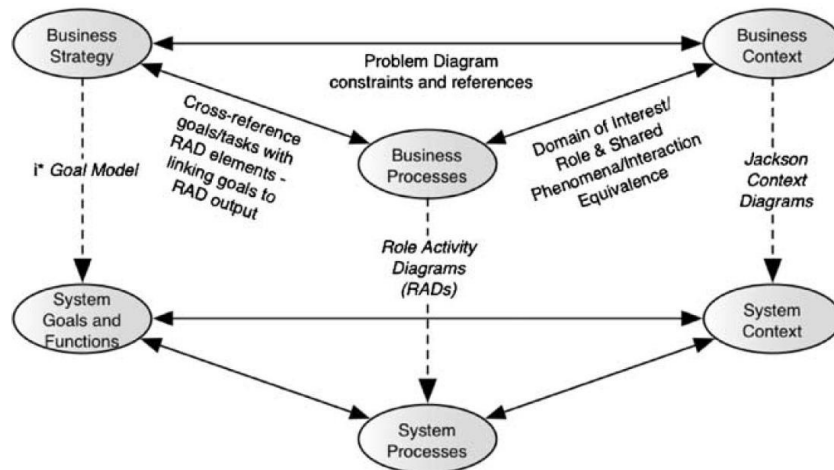 Business
Strategy
Problem Diagram
constraints and references
Business
Context
Cross-reference
goals/tasks with
RAD elements -
linking goals to
RAD output
Business
Processes
Domain of Interest/
Role & Shared
Phenomena/Interaction
Equivalence
i* Goal Model
Jackson
Context
Diagrams
Role Activity
Diagrams
(RADs)
System
Goals and
Functions
System
Context
System
Processes